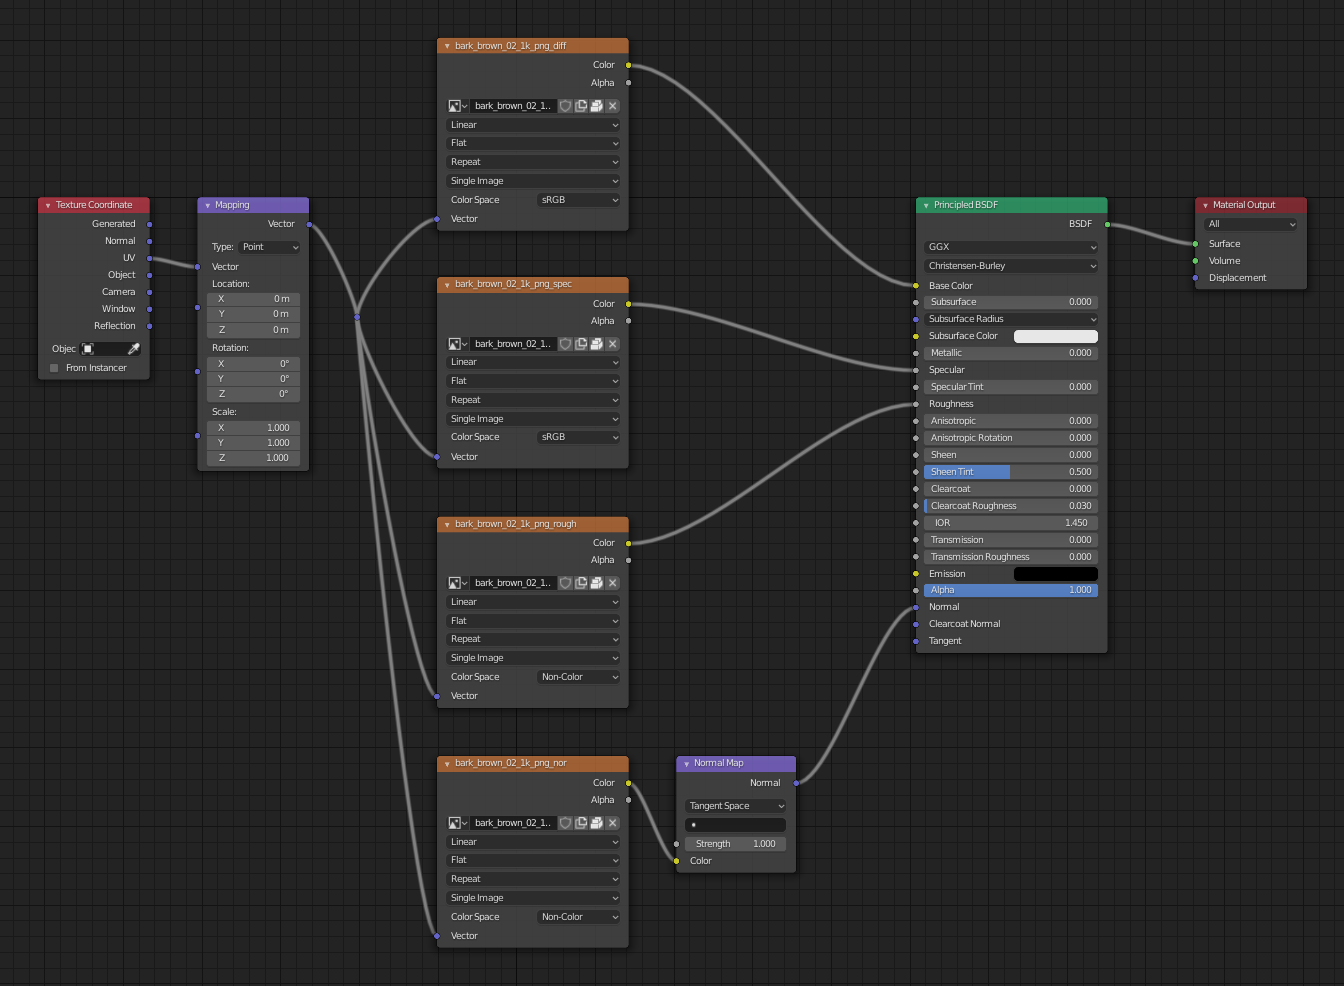 Texture Coordinate
Generated
Normal
UV
Object
Camera
Window
Reflection
Objec
From Instancer
Mapping
Vector
Type: Point
Vector
Location:
X 0 m
Y 0 m
Z 0 m
Rotation:
X 0°
Y 0°
Z 0°
Scale:
X 1.000
Y 1.000
Z 1.000
bark_brown_02_1k_png_diff
Color
Alpha
bark_brown_02_1..
Linear
Flat
Repeat
Single Image
Color Space sRGB
Vector
bark_brown_02_1k_png_spec
Color
Alpha
bark_brown_02_1..
Linear
Flat
Repeat
Single Image
Color Space sRGB
Vector
bark_brown_02_1k_png_rough
Color
Alpha
bark_brown_02_1..
Linear
Flat
Repeat
Single Image
Color Space Non-Color
Vector
bark_brown_02_1k_png_nor
Color
Alpha
bark_brown_02_1..
Linear
Flat
Repeat
Single Image
Color Space Non-Color
Vector
Normal Map
Normal
Tangent Space
Strength 1.000
Color
Principled BSDF
BSDF
GGX
Christensen-Burley
Base Color
Subsurface 0.000
Subsurface Radius
Subsurface Color
Metallic 0.000
Specular
Specular Tint 0.000
Roughness
Anisotropic 0.000
Anisotropic Rotation 0.000
Sheen 0.000
Sheen Tint 0.500
Clearcoat 0.000
Clearcoat Roughness 0.030
IOR 1.450
Transmission 0.000
Transmission Roughness 0.000
Emission
Alpha 1.000
Normal
Clearcoat Normal
Tangent
Material Output
All
Surface
Volume
Displacement